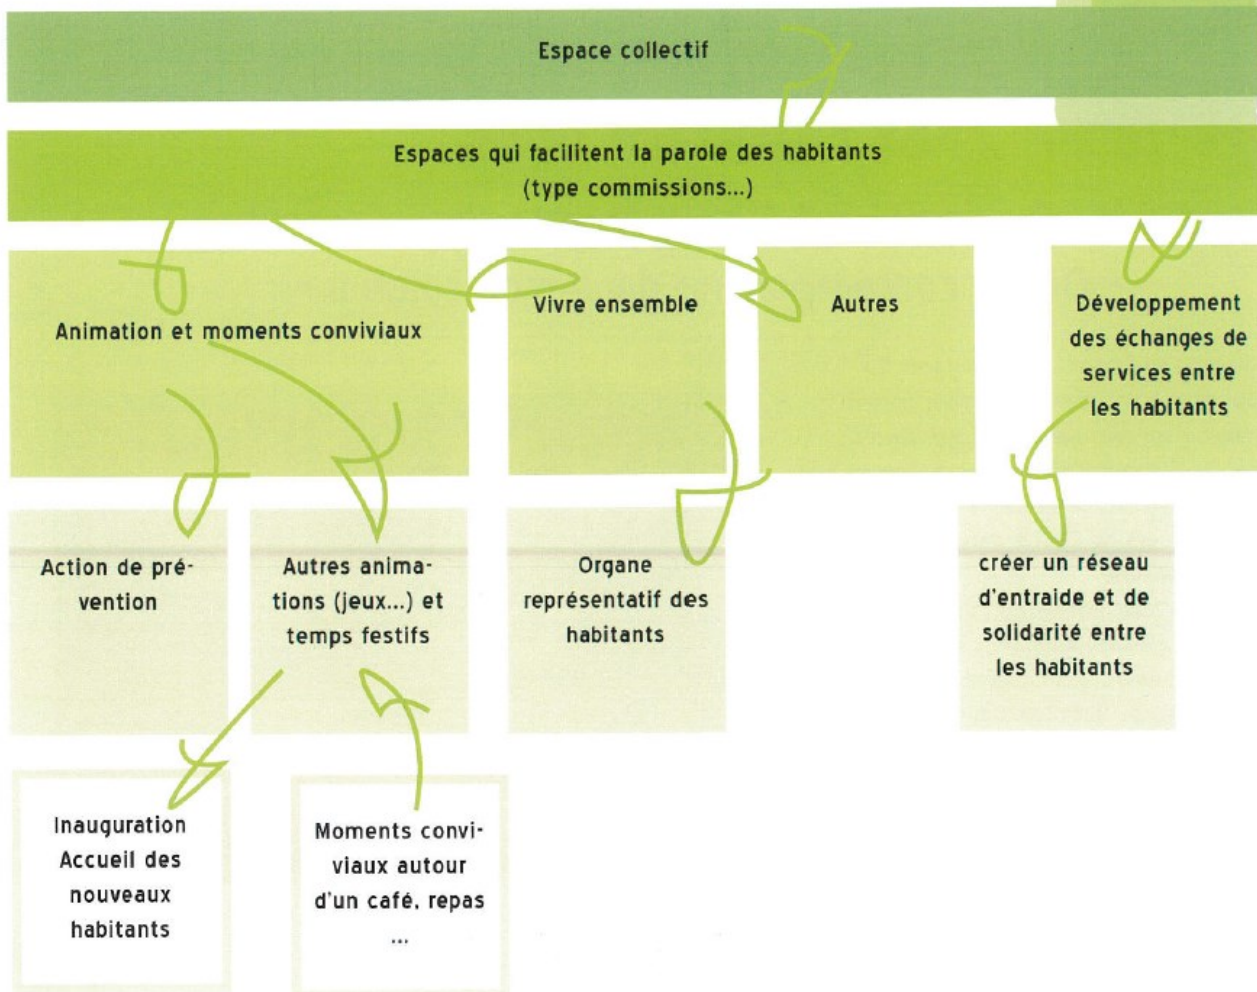 Espace collectif
Espaces qui facilitent la parole des habitants
(type commissions...)
Animation et moments conviviaux
Vivre ensemble
Autres
Développement
des échanges de
services entre
les habitants
Action de pré-
vention
Autres anima-
tions (jeux...) et
temps festifs
Organe
représentatif des
habitants
créer un réseau
d'entraide et de
solidarité entre
les habitants
Inauguration
Accueil des
nouveaux
habitants
Moments convi-
viaux autour
d'un café, repas
...